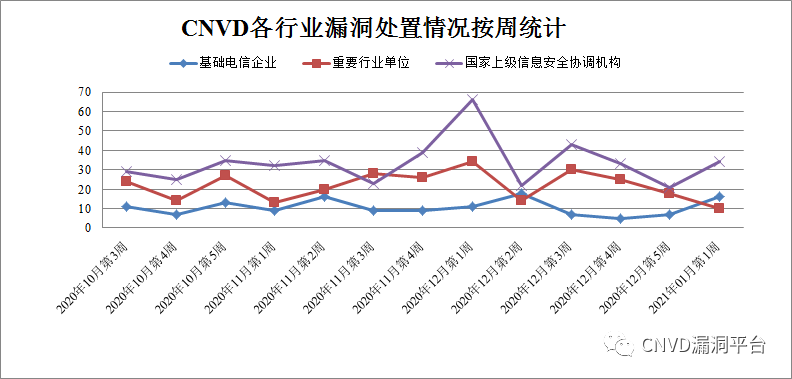 CNVD各行业漏洞处置情况按周统计
基础电信企业 重要行业单位 国家上级信息安全协调机构
70
60
50
40
30
20
10
0
2020年10月第3周
2020年10月第4周
2020年10月第5周
2020年11月第1周
2020年11月第2周
2020年11月第3周
2020年11月第4周
2020年12月第1周
2020年12月第2周
2020年12月第3周
2020年12月第4周
2020年12月第5周
2021年01月第1周
CNVD漏洞平台